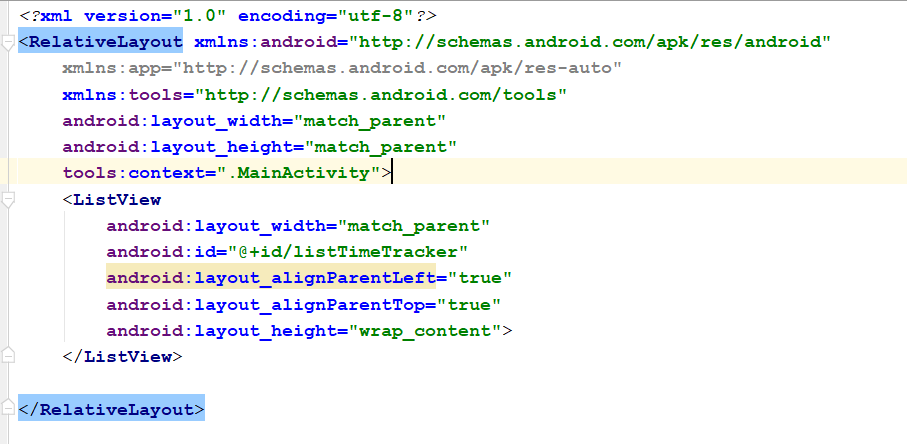 <?xml version="1.0" encoding="utf-8"?>
<RelativeLayout xmlns:android="http://schemas.android.com/apk/res/android"
    xmlns:app="http://schemas.android.com/apk/res-auto"
    xmlns:tools="http://schemas.android.com/tools"
    android:layout_width="match_parent"
    android:layout_height="match_parent"
    tools:context=".MainActivity">
    <ListView
        android:layout_width="match_parent"
        android:id="@+id/listTimeTracker"
        android:layout_alignParentLeft="true"
        android:layout_alignParentTop="true"
        android:layout_height="wrap_content">
    </ListView>
</RelativeLayout>